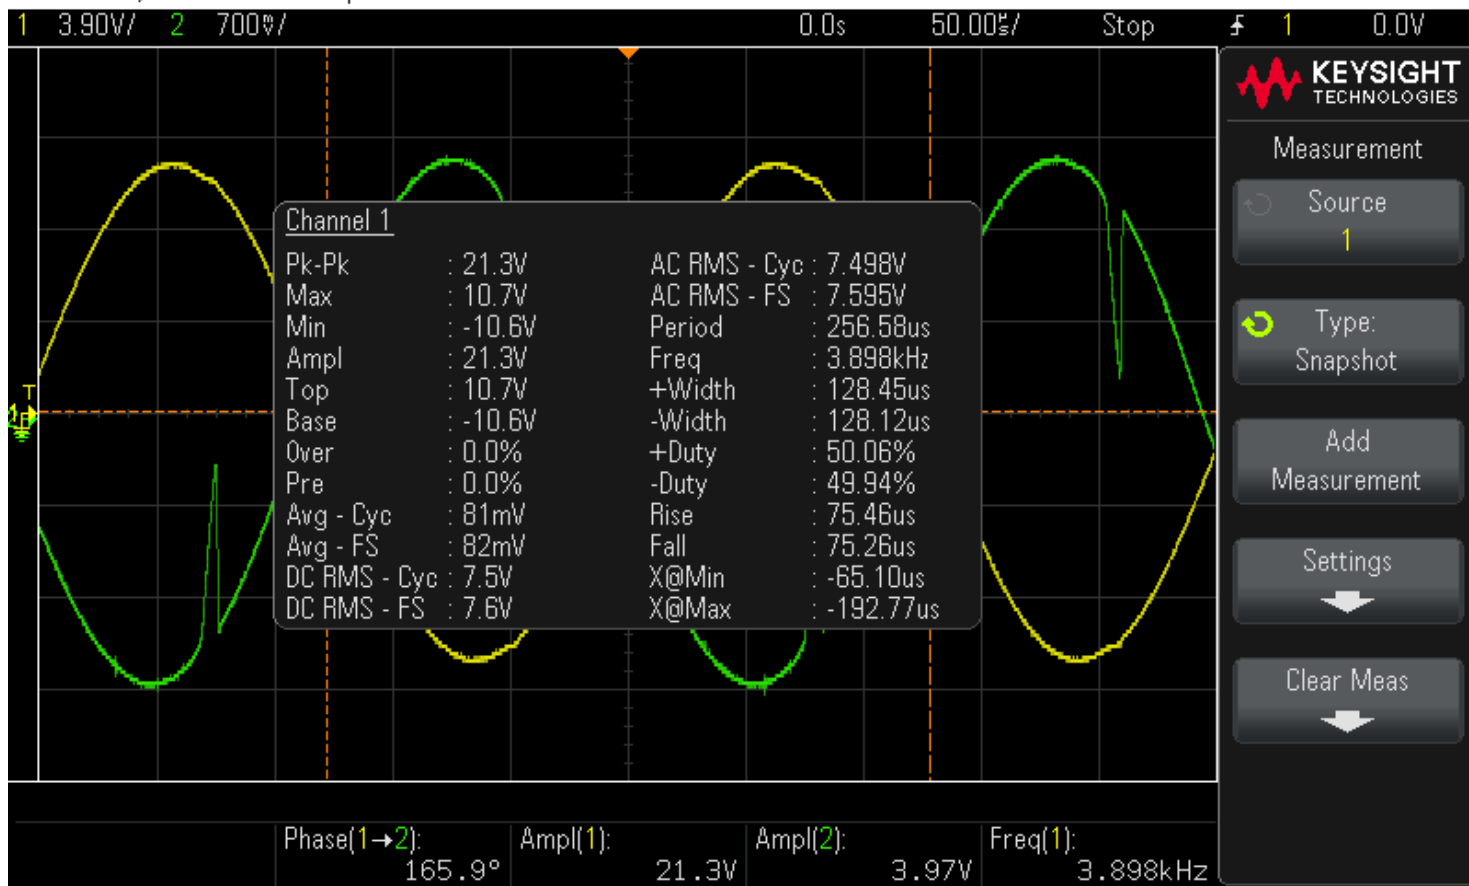 1 3.90V/ 2 700mV/ 0.0s 50.00us/ Stop 1 0.0V
KEYSIGHT
TECHNOLOGIES
Measurement
Source
1
Type:
Snapshot
Add
Measurement
Settings
Clear Meas
T
Channel 1
Pk-Pk : 21.3V AC RMS - Cyc : 7.498V
Max : 10.7V AC RMS - FS : 7.595V
Min : -10.6V Period : 256.58us
Ampl : 21.3V Freq : 3.898kHz
Top : 10.7V +Width : 128.45us
Base : -10.6V -Width : 128.12us
Over : 0.0% +Duty : 50.06%
Pre : 0.0% -Duty : 49.94%
Avg - Cyc : 81mV Rise : 75.46us
Avg - FS : 82mV Fall : 75.26us
DC RMS - Cyc : 7.5V X@Min : -65.10us
DC RMS - FS : 7.6V X@Max : -192.77us
Phase(1→2): Ampl(1): Ampl(2): Freq(1):
165.9° 21.3V 3.97V 3.898kHz